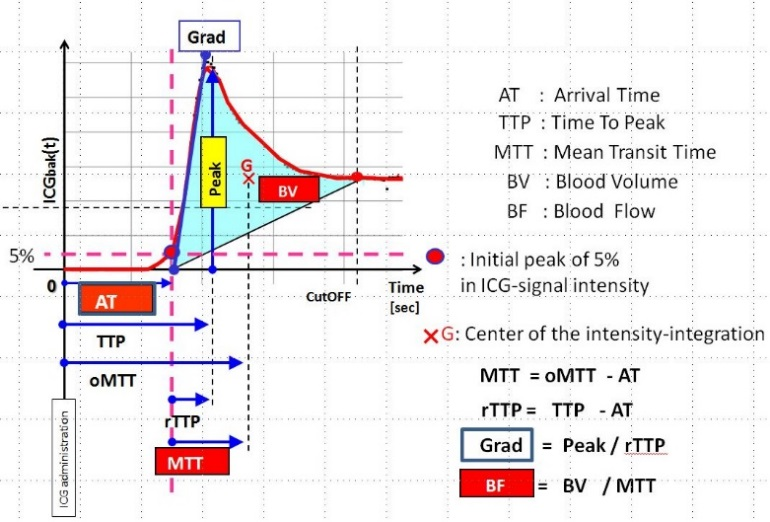 Grad
ICGbak(t)
Peak
G
BV
5%
0
AT
CutOFF
Time
[sec]
TTP
oMTT
rTTP
MTT
ICG administration
AT : Arrival Time
TTP : Time To Peak
MTT : Mean Transit Time
BV : Blood Volume
BF : Blood Flow
: Initial peak of 5%
in ICG-signal intensity
×G: Center of the intensity-integration
MTT = oMTT - AT
rTTP = TTP - AT
Grad = Peak / rTTP
BF = BV / MTT